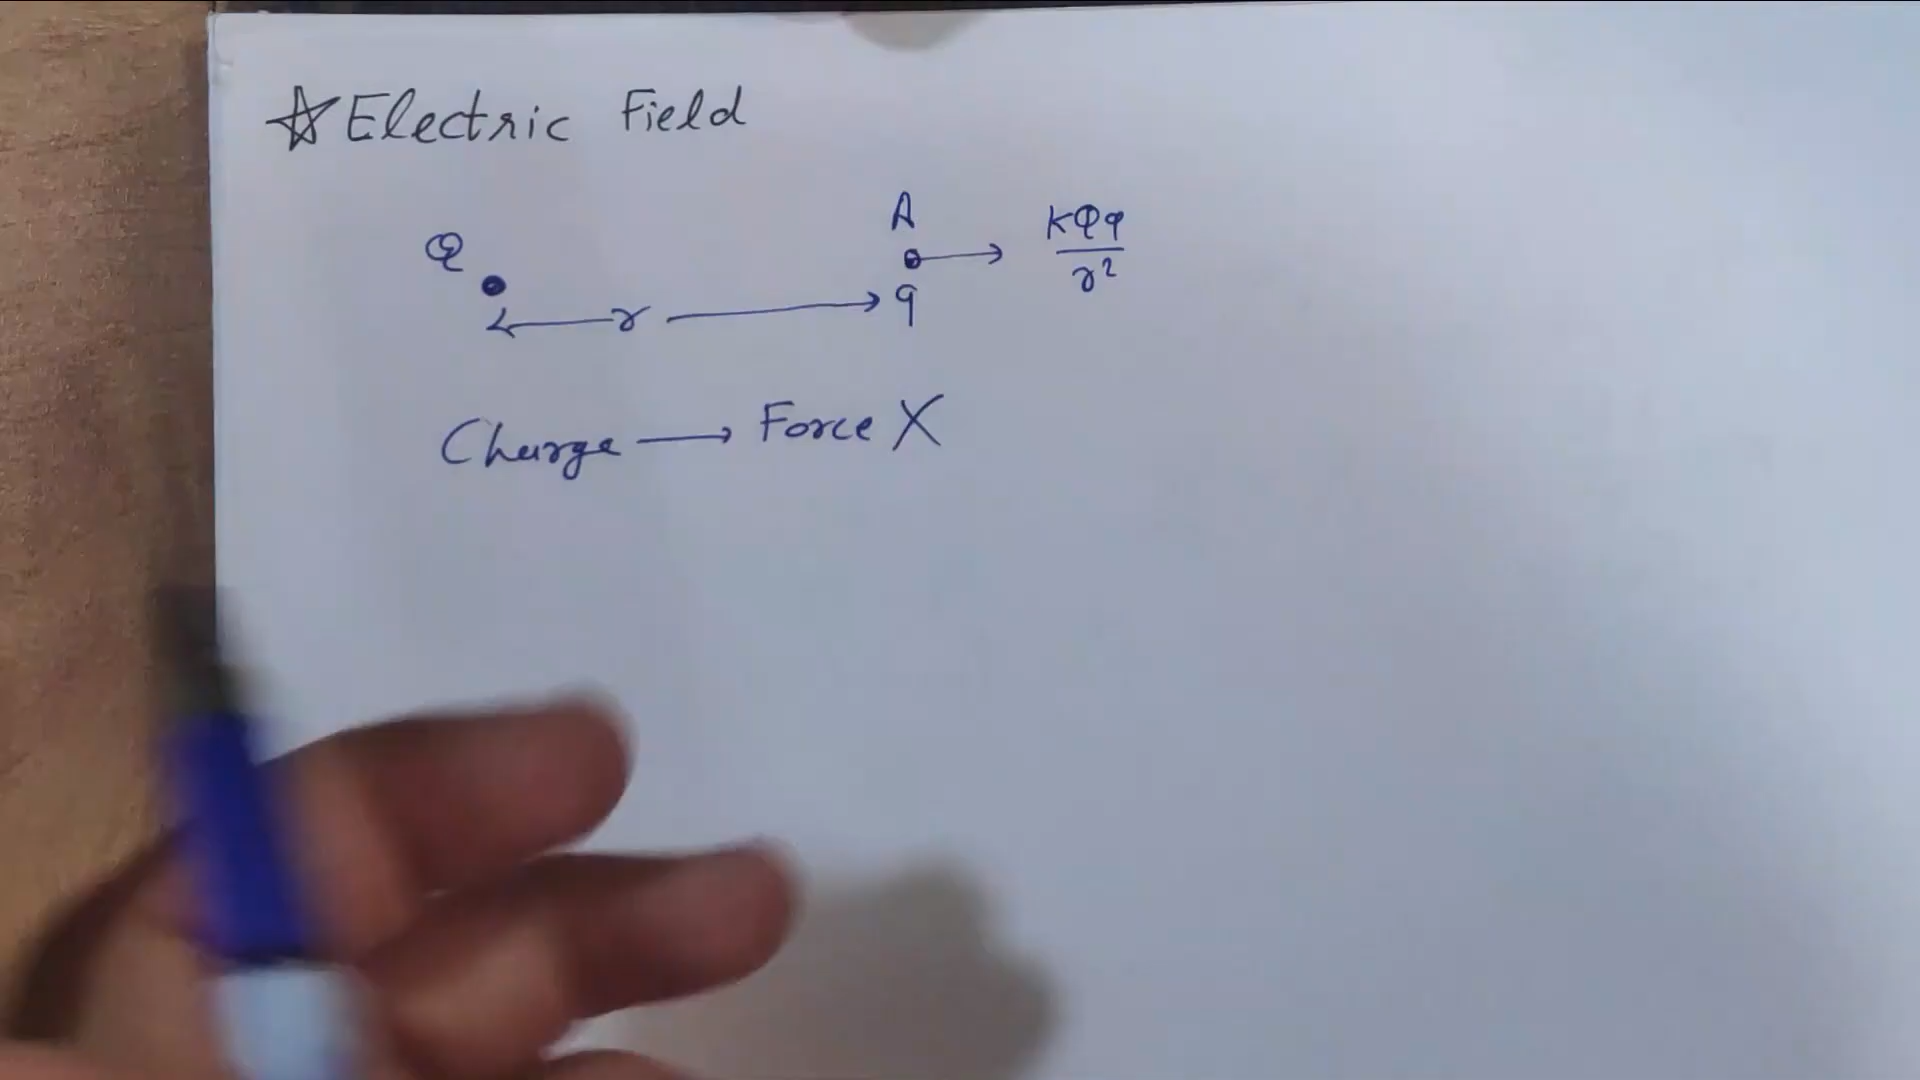 ☆ Electric Field
A
Q
kQq
r²
r
q
Charge → Force X